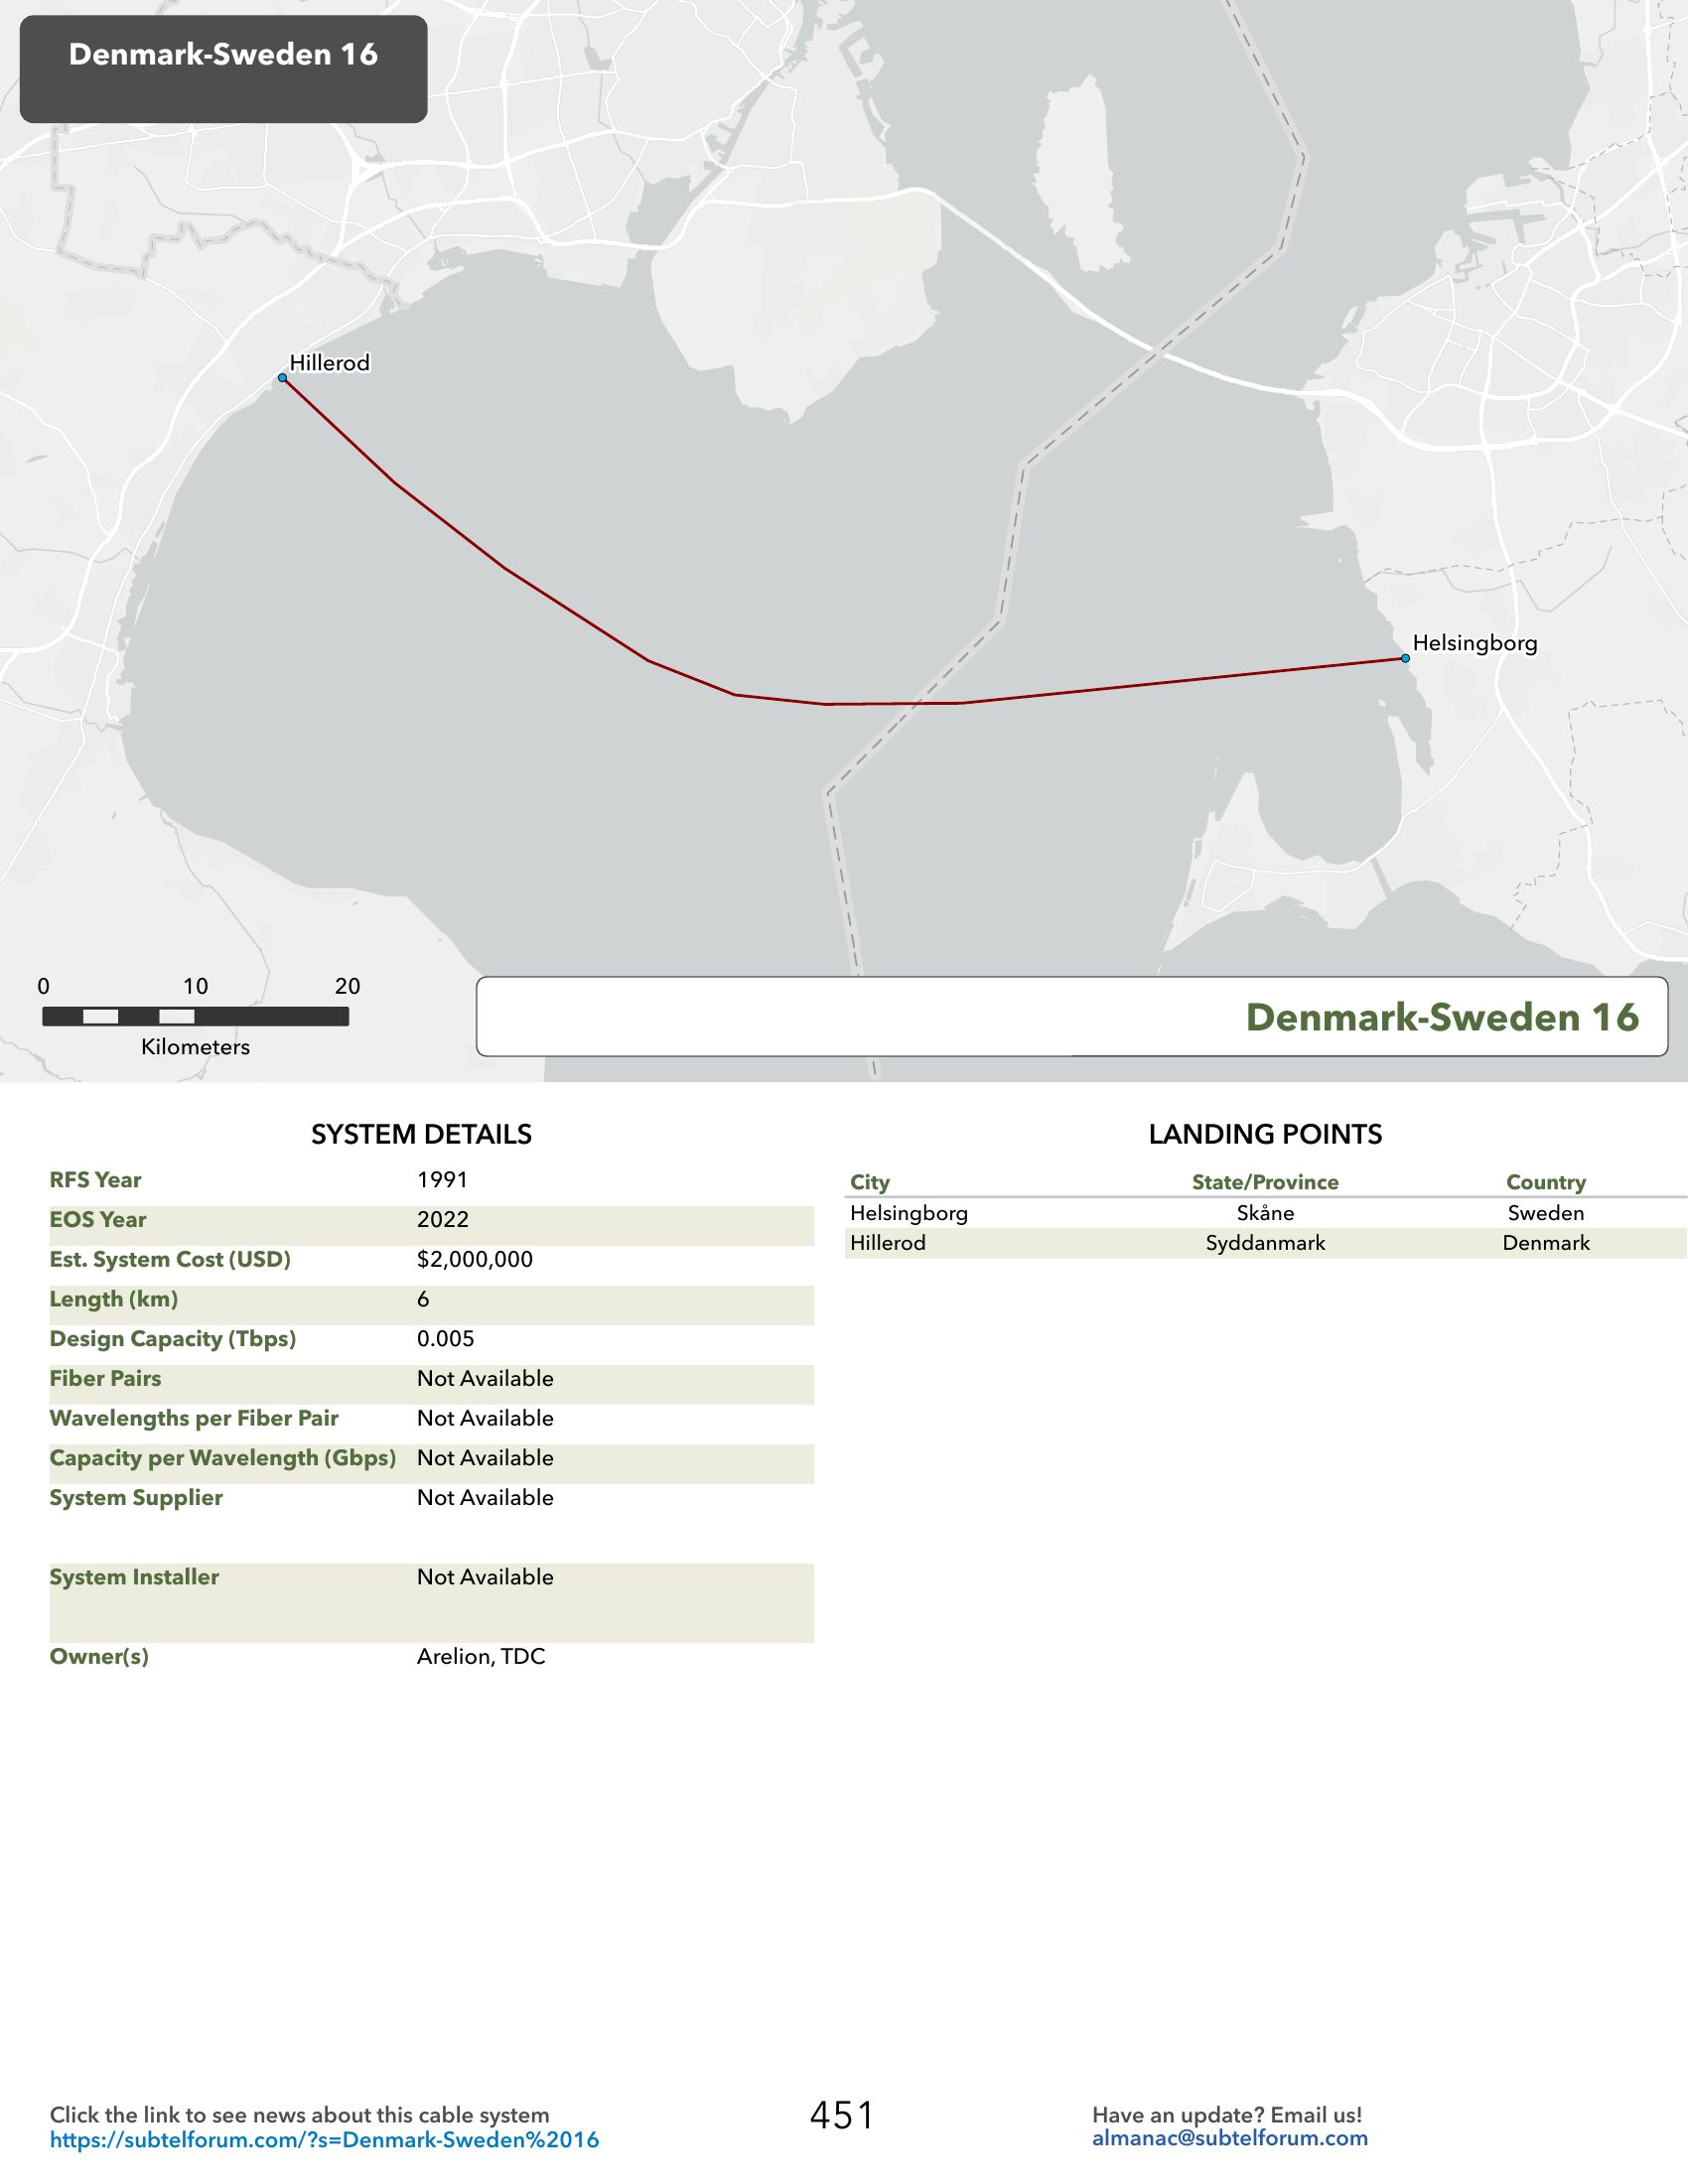 Denmark-Sweden 16
Hillerod
Helsingborg
0 10 20
Kilometers
Denmark-Sweden 16
SYSTEM DETAILS
RFS Year 1991
EOS Year 2022
Est. System Cost (USD) $2,000,000
Length (km) 6
Design Capacity (Tbps) 0.005
Fiber Pairs Not Available
Wavelengths per Fiber Pair Not Available
Capacity per Wavelength (Gbps) Not Available
System Supplier Not Available
System Installer Not Available
Owner(s) Arelion, TDC
LANDING POINTS
City State/Province Country
Helsingborg Skåne Sweden
Hillerod Syddanmark Denmark
Click the link to see news about this cable system
https://subtelforum.com/?s=Denmark-Sweden%2016
451
Have an update? Email us!
almanac@subtelforum.com